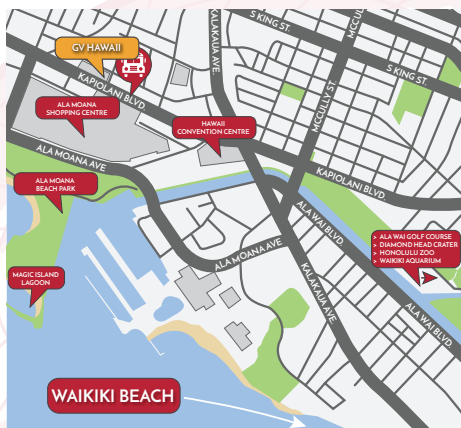 S KING ST.
KALAKAUA AVE.
MCCULLY ST.
GV HAWAII
S KING ST.
KAPIOLANI BLVD.
ALA MOANA
SHOPPING CENTRE
HAWAII
CONVENTION CENTRE
MCCULLY ST.
ALA MOANA AVE
KAPIOLANI BLVD.
ALA MOANA
BEACH PARK
ALA WAI BLVD.
> ALA WAI GOLF COURSE
> DIAMOND HEAD CRATER
> HONOLULU ZOO
> WAIKIKI AQUARIUM
ALA MOANA AVE
MAGIC ISLAND
LAGOON
KALAKAUA AVE.
ALA WAI BLVD.
WAIKIKI BEACH